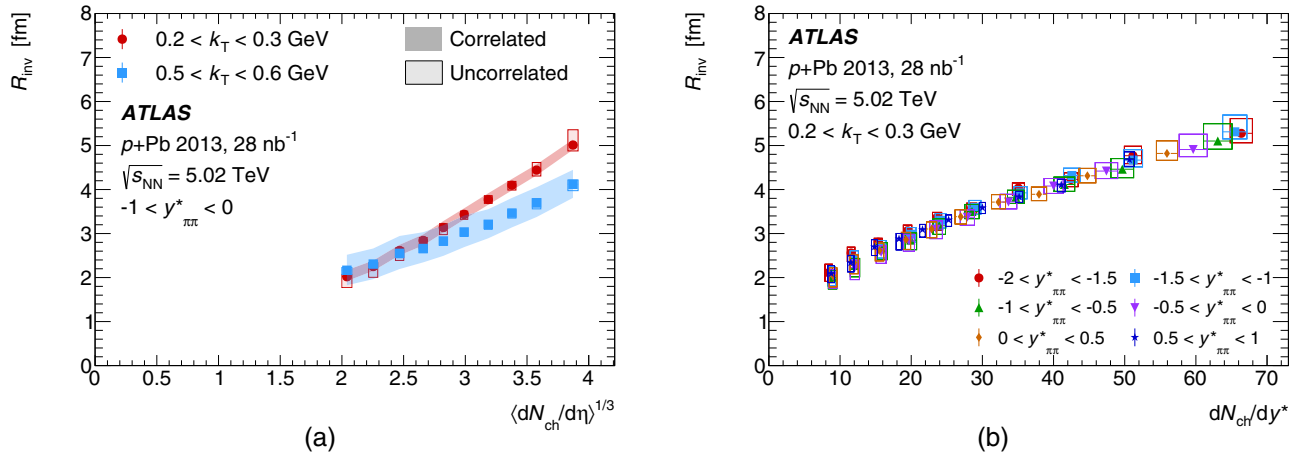 8
7
6
5
4
3
2
1
0
R_inv [fm]
0.2 < k_T < 0.3 GeV
0.5 < k_T < 0.6 GeV
Correlated
Uncorrelated
ATLAS
p+Pb 2013, 28 nb⁻¹
√s_NN = 5.02 TeV
-1 < y*_ππ < 0
0 0.5 1 1.5 2 2.5 3 3.5 4
⟨dN_ch/dη⟩^1/3
(a)
8
7
6
5
4
3
2
1
0
R_inv [fm]
ATLAS
p+Pb 2013, 28 nb⁻¹
√s_NN = 5.02 TeV
0.2 < k_T < 0.3 GeV
-2 < y*_ππ < -1.5 -1.5 < y*_ππ < -1
-1 < y*_ππ < -0.5 -0.5 < y*_ππ < 0
0 < y*_ππ < 0.5 0.5 < y*_ππ < 1
0 10 20 30 40 50 60 70
dN_ch/dy*
(b)